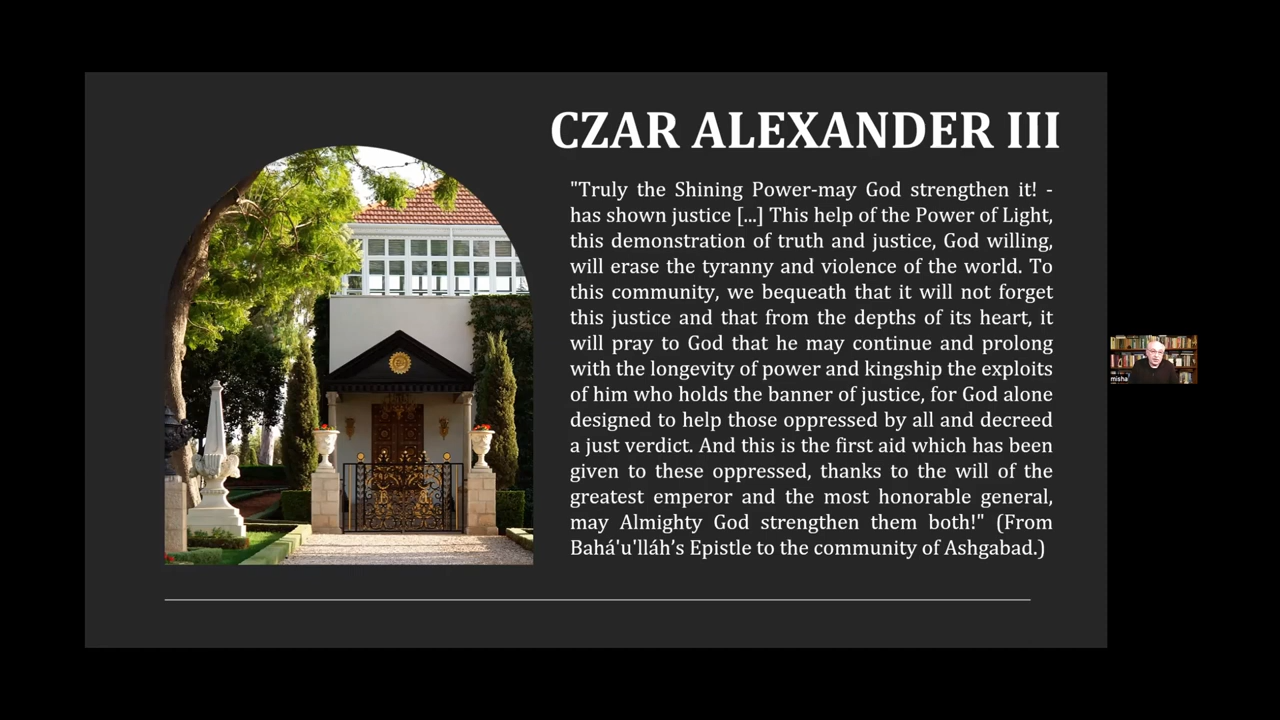 CZAR ALEXANDER III
"Truly the Shining Power-may God strengthen it! -
has shown justice [...] This help of the Power of Light,
this demonstration of truth and justice, God willing,
will erase the tyranny and violence of the world. To
this community, we bequeath that it will not forget
this justice and that from the depths of its heart, it
will pray to God that he may continue and prolong
with the longevity of power and kingship the exploits
of him who holds the banner of justice, for God alone
designed to help those oppressed by all and decreed
a just verdict. And this is the first aid which has been
given to these oppressed, thanks to the will of the
greatest emperor and the most honorable general,
may Almighty God strengthen them both!" (From
Bahá'u'lláh’s Epistle to the community of Ashgabad.)
misha